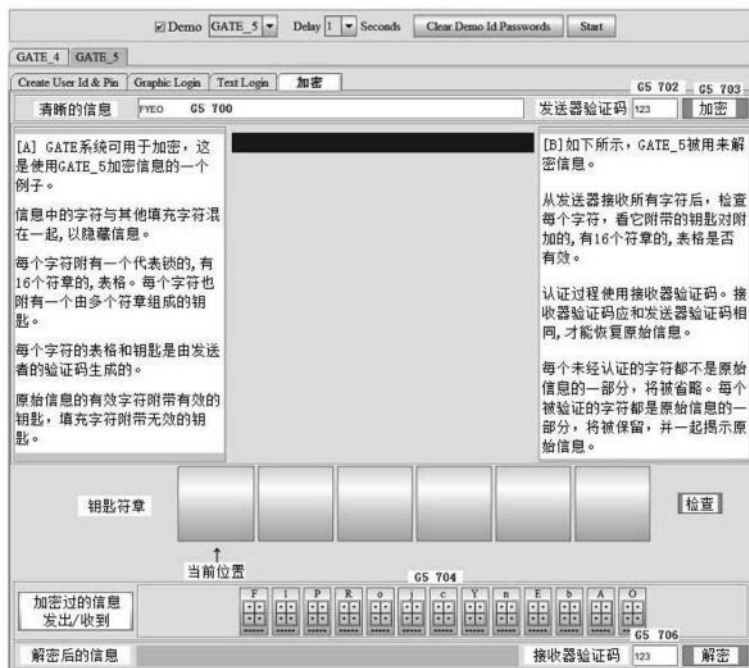 Demo GATE_5 Delay 1 Seconds Clear Demo Id Passwords Start
GATE_4 GATE_5
Create User Id & Pin Graphic Login Text Login 加密
G5 702 G5 703
清晰的信息 FYEO G5 700 发送器验证码 123 加密
[A] GATE系统可用于加密，这
是使用GATE_5加密信息的一个
例子。
信息中的字符与其他填充字符混
在一起,以隐藏信息。
每个字符附有一个代表锁的,有
16个符章的,表格。每个字符也
附有一个由多个符章组成的钥
匙。
每个字符的表格和钥匙是由发送
者的验证码生成的。
原始信息的有效字符附带有效的
钥匙，填充字符附带无效的钥
匙。
[B]如下所示，GATE_5被用来解
密信息。
从发送器接收所有字符后，检查
每个字符，看它附带的钥匙对附
加的,有16个符章的,表格是否
有效。
认证过程使用接收器验证码。接
收器验证码应和发送器验证码相
同,才能恢复原始信息。
每个未经认证的字符都不是原始
信息的一部分，将被省略。每个
被验证的字符都是原始信息的一
部分，将被保留，并一起揭示原
始信息。
钥匙符章 检查
↑
当前位置
G5 704
加密过的信息
发出/收到
F l P R o j c Y n E b A O
G5 706
解密后的信息 接收器验证码 123 解密